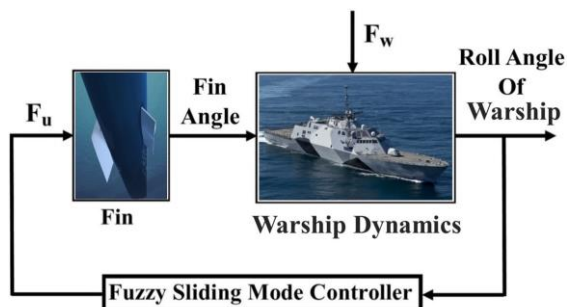 F_w
Roll Angle
Of
Warship
Fin
Angle
F_u
Fin
Warship Dynamics
Fuzzy Sliding Mode Controller